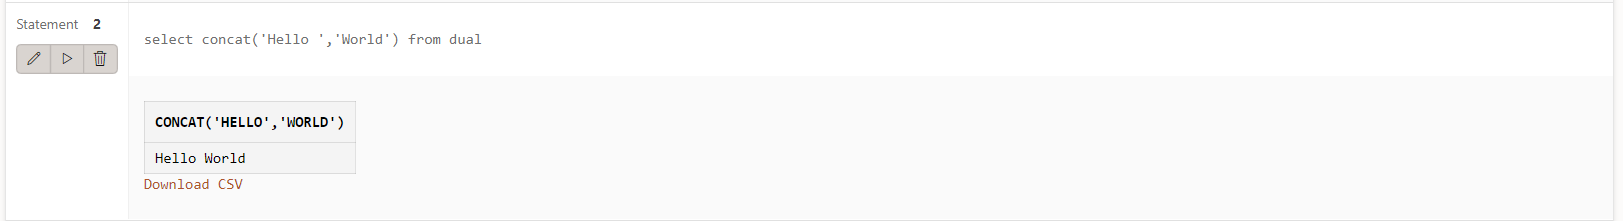 Statement 2
select concat('Hello ','World') from dual
CONCAT('HELLO','WORLD')
Hello World
Download CSV